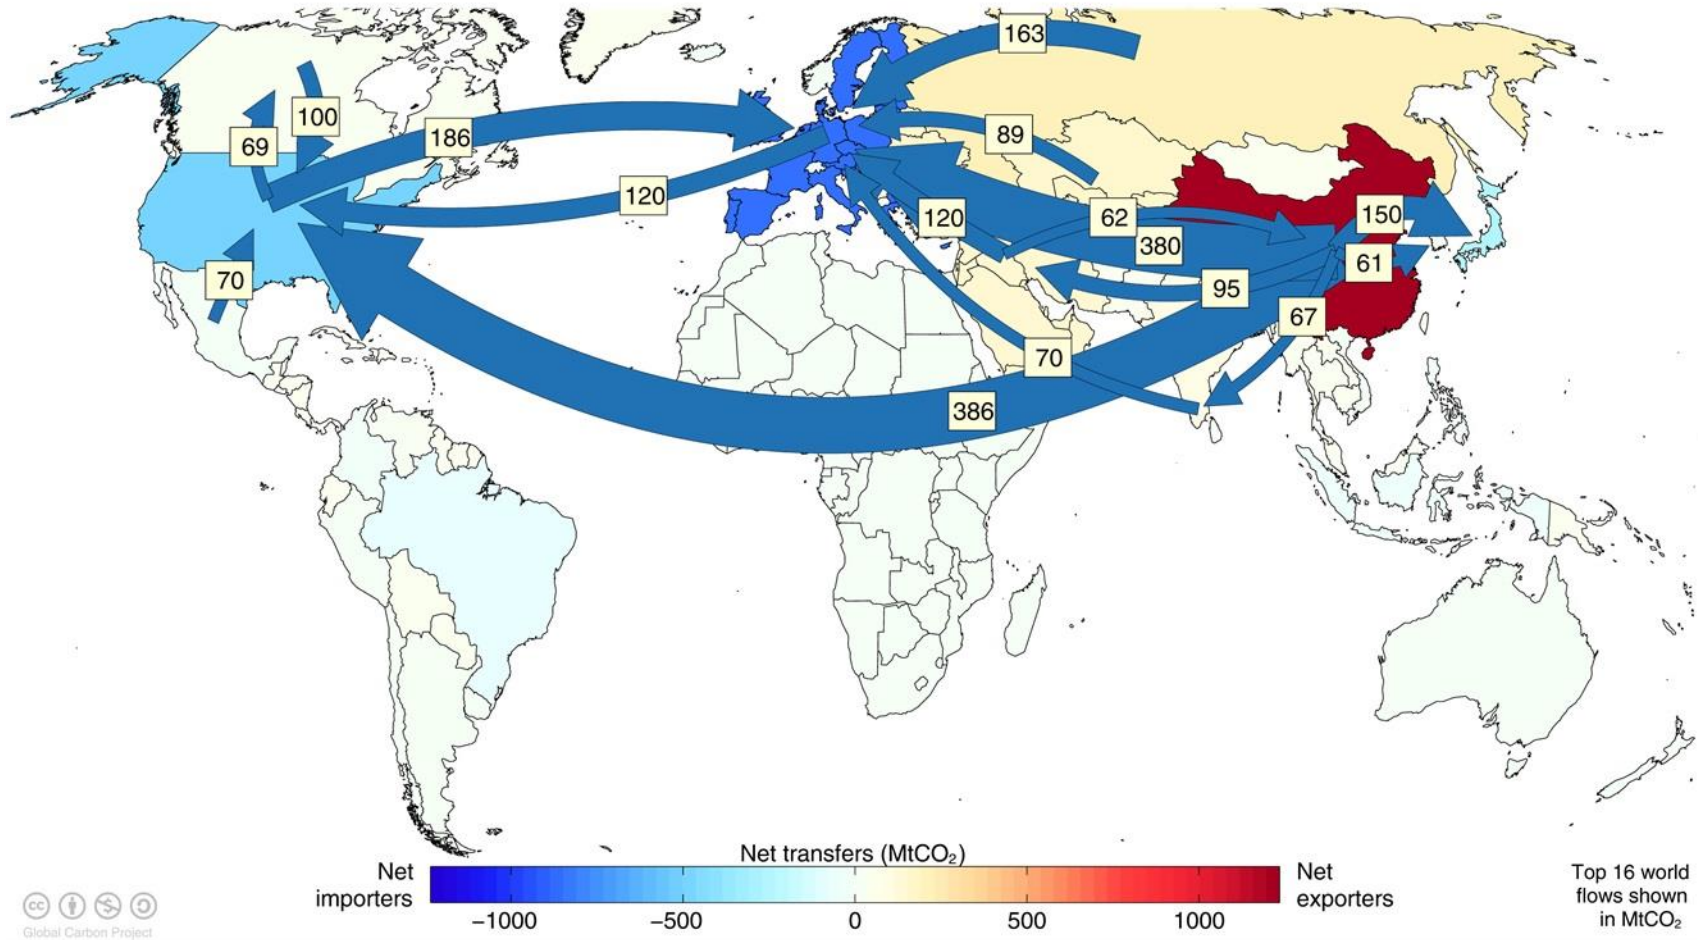 163
100
69
186
89
120
120
62
150
380
61
70
95
67
70
386
Net transfers (MtCO₂)
Net
importers
−1000
−500
0
500
1000
Net
exporters
Top 16 world
flows shown
in MtCO₂
cc
Global Carbon Project